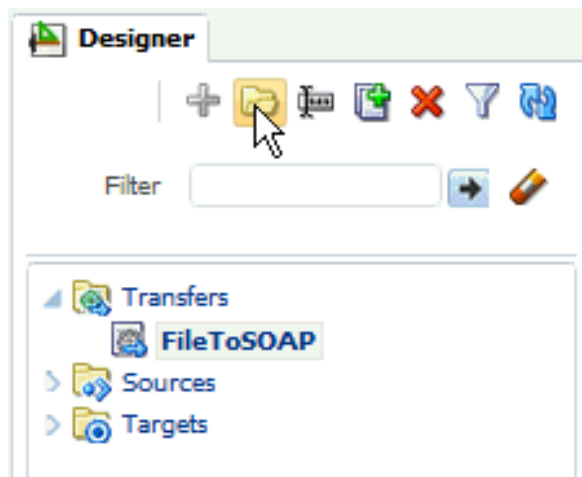 Designer
Filter
Transfers
FileToSOAP
Sources
Targets